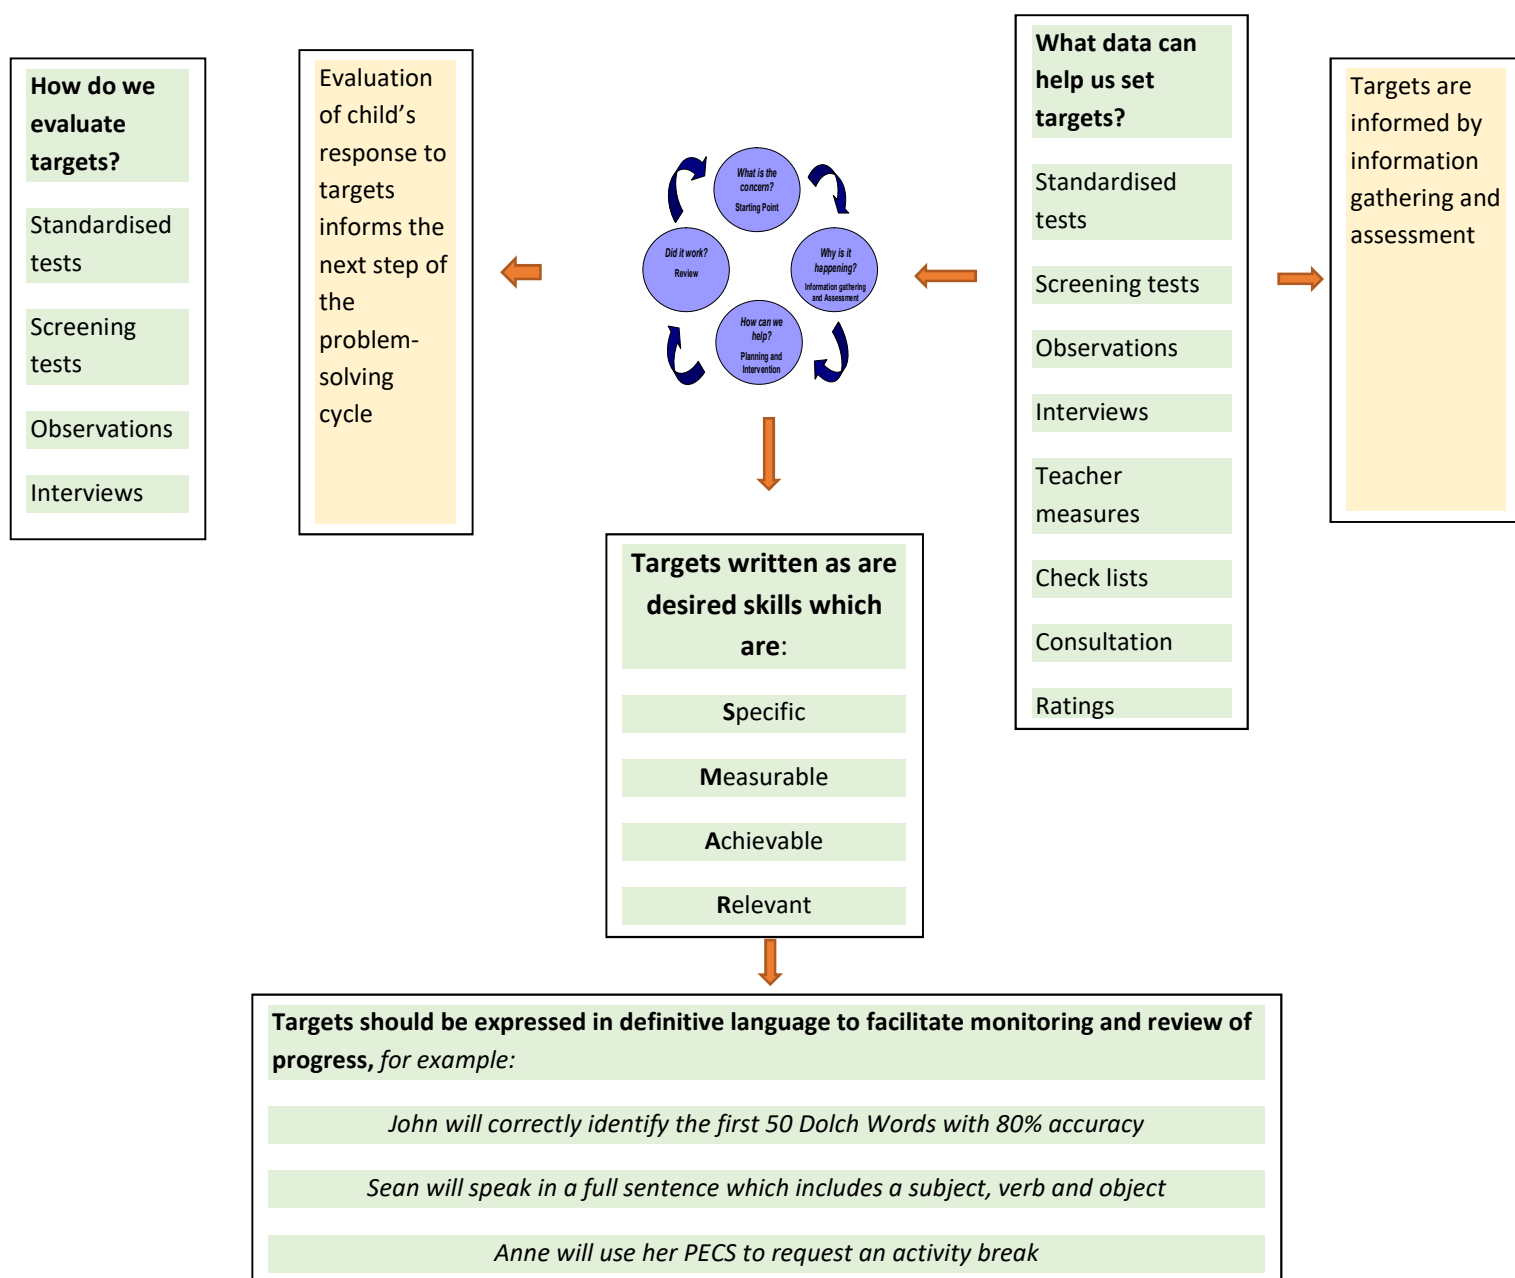 How do we
evaluate
targets?
Standardised
tests
Screening
tests
Observations
Interviews
Evaluation
of child’s
response to
targets
informs the
next step of
the
problem-
solving
cycle
What is the
concern?
Starting Point
Did it work?
Review
Why is it
happening?
Information gathering
and Assessment
How can we
help?
Planning and
Intervention
What data can
help us set
targets?
Standardised
tests
Screening tests
Observations
Interviews
Teacher
measures
Check lists
Consultation
Ratings
Targets are
informed by
information
gathering and
assessment
Targets written as are
desired skills which
are:
Specific
Measurable
Achievable
Relevant
Targets should be expressed in definitive language to facilitate monitoring and review of
progress, for example:
John will correctly identify the first 50 Dolch Words with 80% accuracy
Sean will speak in a full sentence which includes a subject, verb and object
Anne will use her PECS to request an activity break